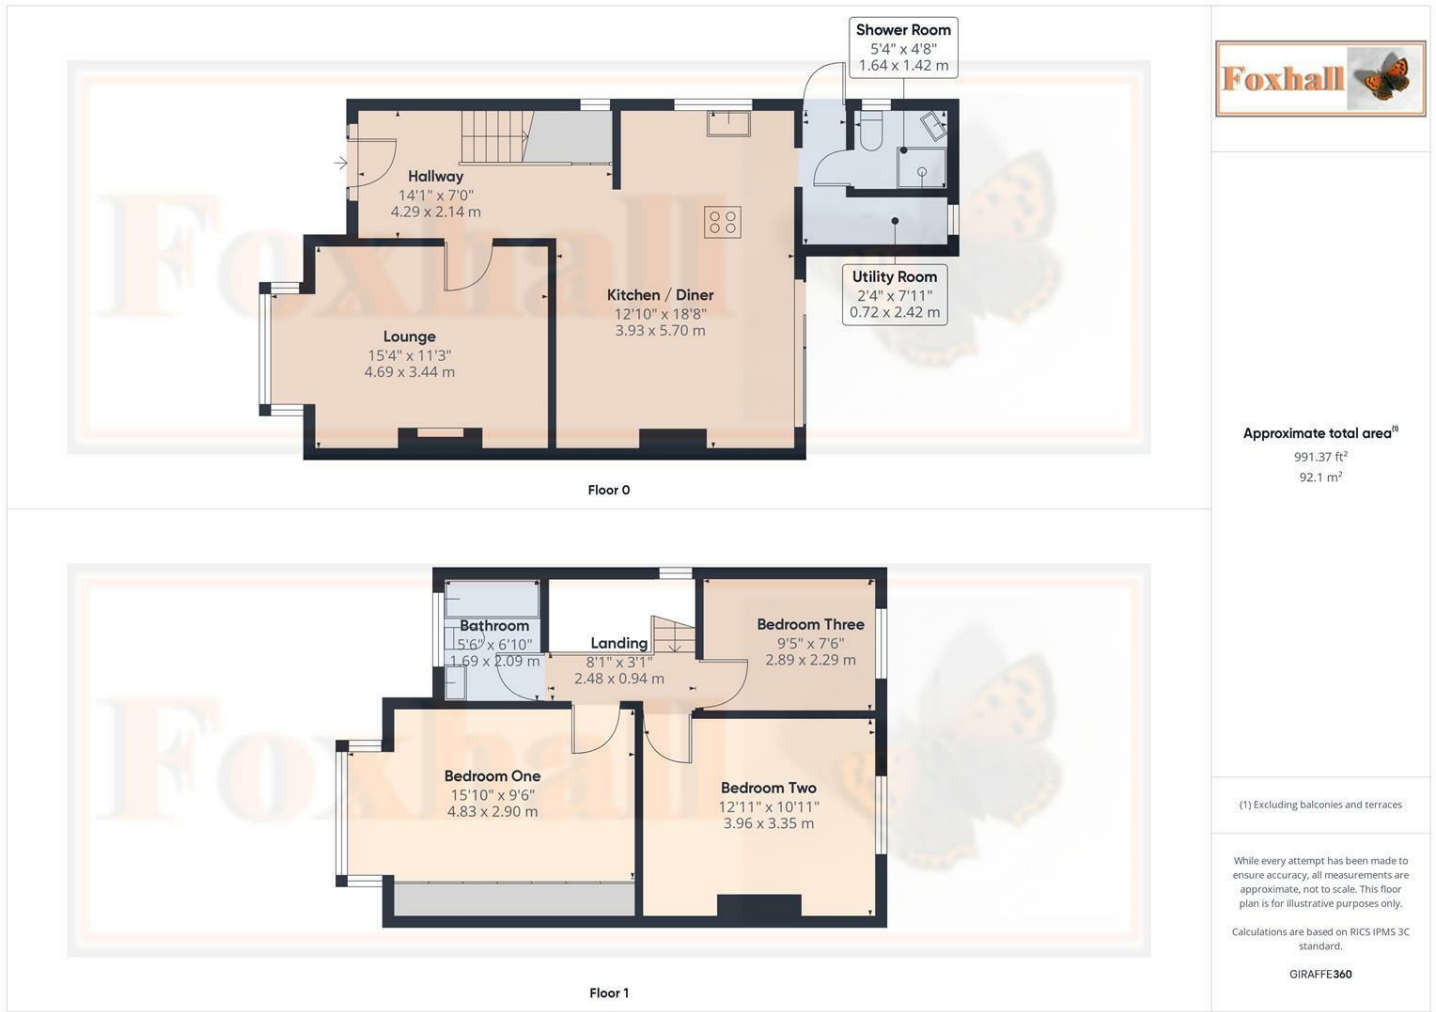 Shower Room
5'4" x 4'8"
1.64 x 1.42 m
Foxhall
Hallway
14'1" x 7'0"
4.29 x 2.14 m
Foxhall
Utility Room
2'4" x 7'11"
0.72 x 2.42 m
Kitchen / Diner
12'10" x 18'8"
3.93 x 5.70 m
Lounge
15'4" x 11'3"
4.69 x 3.44 m
Floor 0
Approximate total area(1)
991.37 ft²
92.1 m²
Bathroom
5'6" x 6'10"
1.69 x 2.09 m
Landing
8'1" x 3'1"
2.48 x 0.94 m
Bedroom Three
9'5" x 7'6"
2.89 x 2.29 m
Foxhall
Bedroom One
15'10" x 9'6"
4.83 x 2.90 m
Bedroom Two
12'11" x 10'11"
3.96 x 3.35 m
Floor 1
(1) Excluding balconies and terraces
While every attempt has been made to
ensure accuracy, all measurements are
approximate, not to scale. This floor
plan is for illustrative purposes only.
Calculations are based on RICS IPMS 3C
standard.
GIRAFFE360